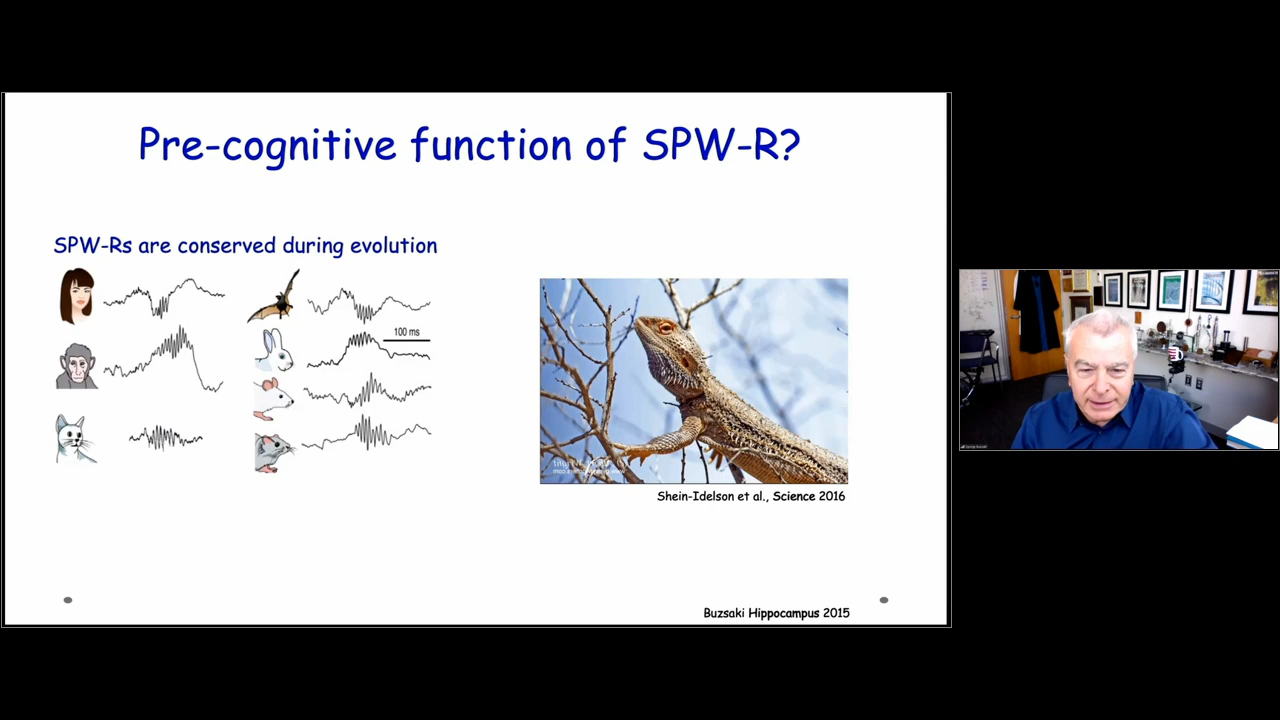 Pre-cognitive function of SPW-R?
SPW-Rs are conserved during evolution
100 ms
Shein-Idelson et al., Science 2016
Buzsaki Hippocampus 2015